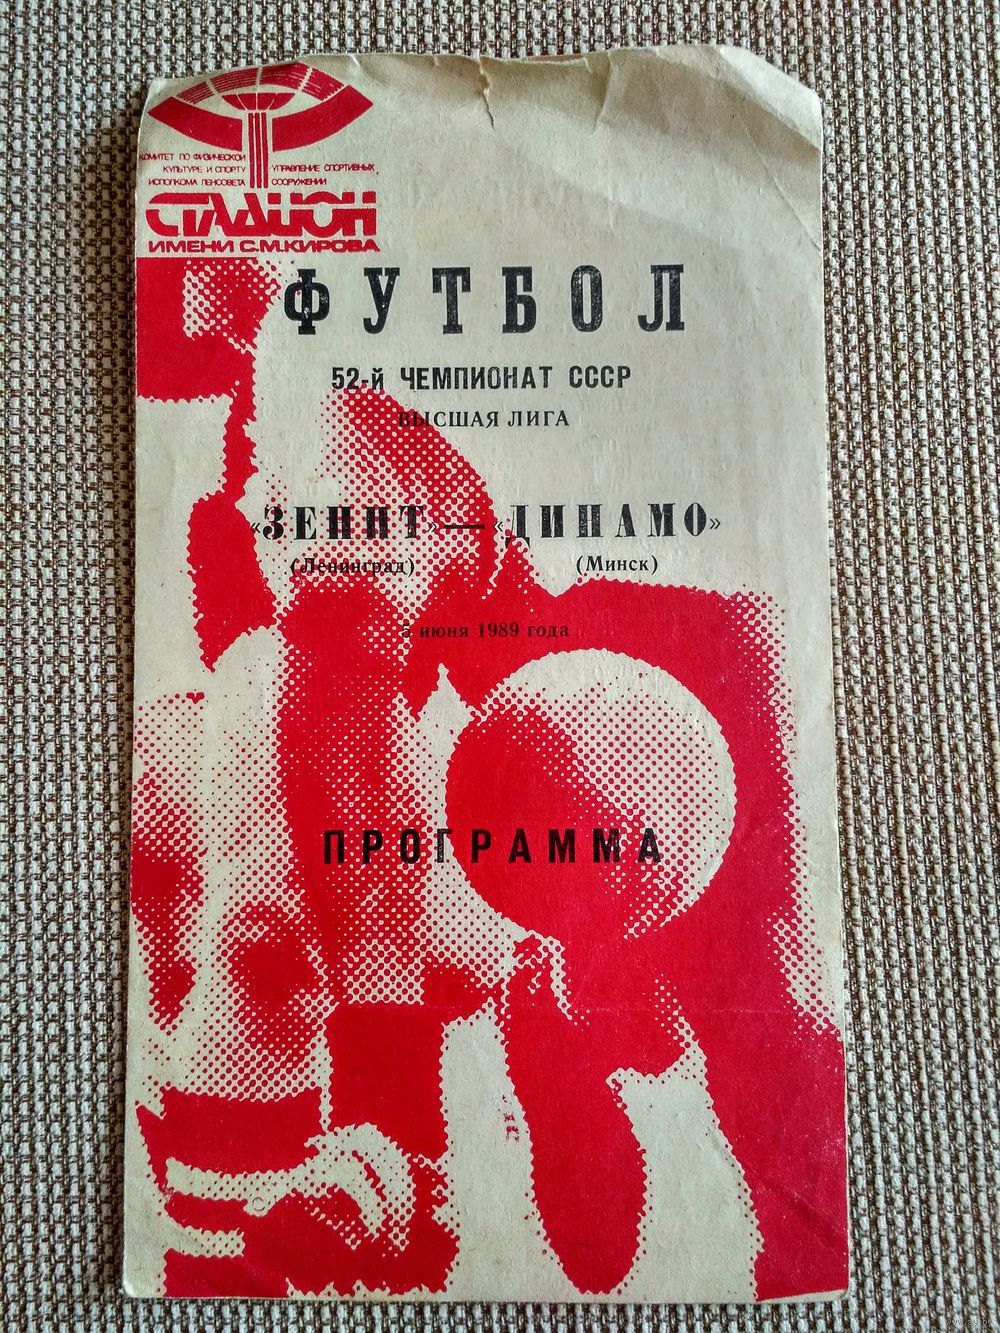 КОМИТЕТ ПО ФИЗИЧЕСКОЙ
КУЛЬТУРЕ И СПОРТУ
ИСПОЛКОМА ЛЕНСОВЕТА
УПРАВЛЕНИЕ СПОРТИВНЫХ
СООРУЖЕНИЙ
СТАДИОН
ИМЕНИ С.М.КИРОВА
ФУТБОЛ
52-й ЧЕМПИОНАТ СССР
ВЫСШАЯ ЛИГА
«ЗЕНИТ» — «ДИНАМО»
(Ленинград) (Минск)
5 июня 1989 года
ПРОГРАММА